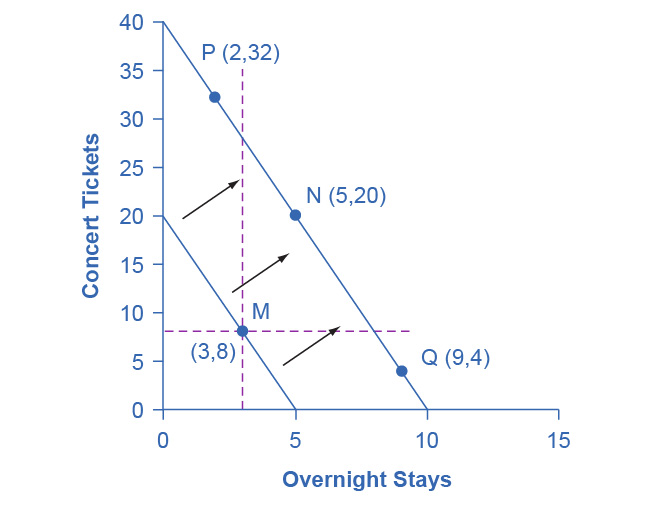 40
P (2,32)
35
30
25
N (5,20)
20
15
10
M
(3,8)
Q (9,4)
5
0
0
5
10
15
Concert Tickets
Overnight Stays